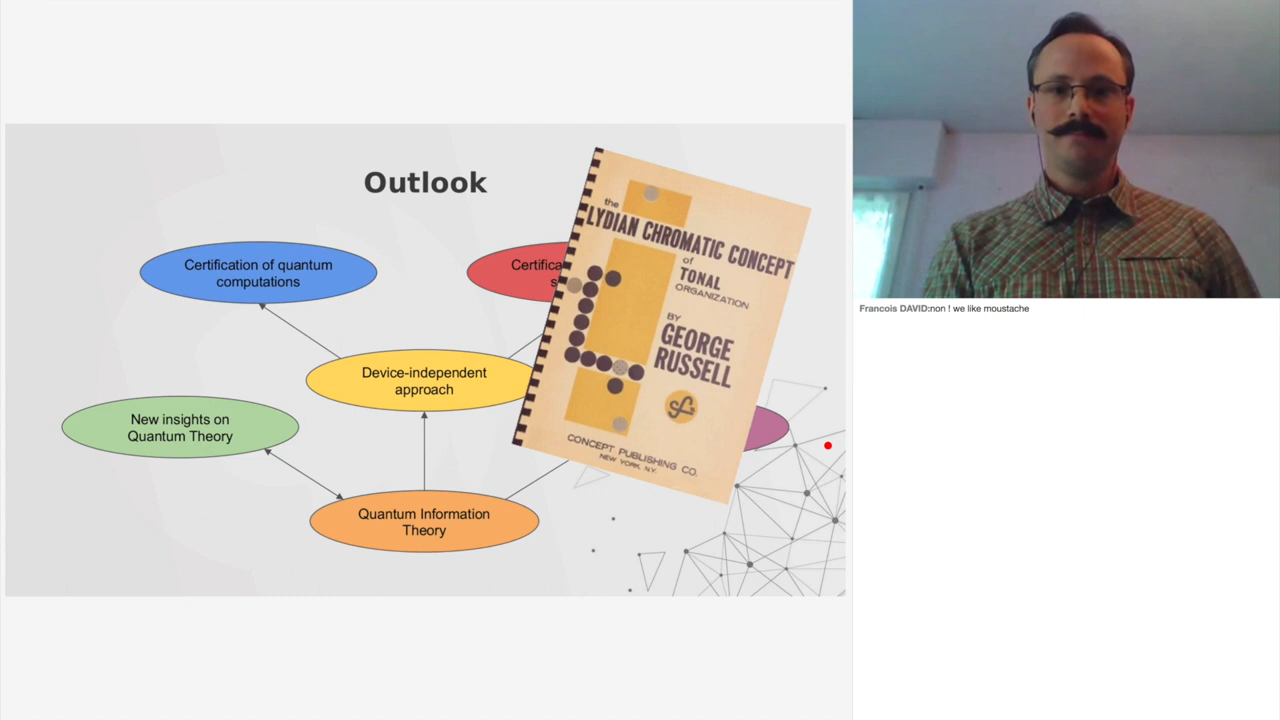 Outlook
Certification of quantum
computations
Certifica
s
Device-independent
approach
New insights on
Quantum Theory
Quantum Information
Theory
the
LYDIAN CHROMATIC CONCEPT
of
TONAL
ORGANIZATION
BY
GEORGE
RUSSELL
CONCEPT PUBLISHING CO.
NEW YORK, N.Y.
Francois DAVID:non ! we like moustache